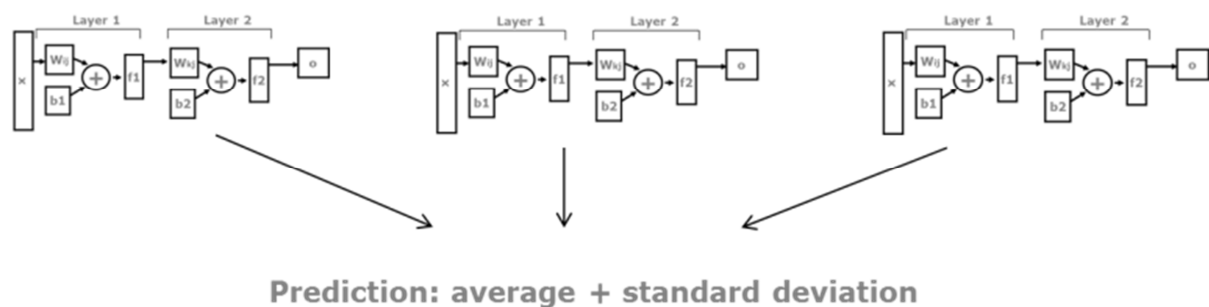 Layer 1 Layer 2 Layer 1 Layer 2 Layer 1 Layer 2
x Wij + b1 f1 Wkj + b2 f2 o
x Wij + b1 f1 Wkj + b2 f2 o
x Wij + b1 f1 Wkj + b2 f2 o
Prediction: average + standard deviation